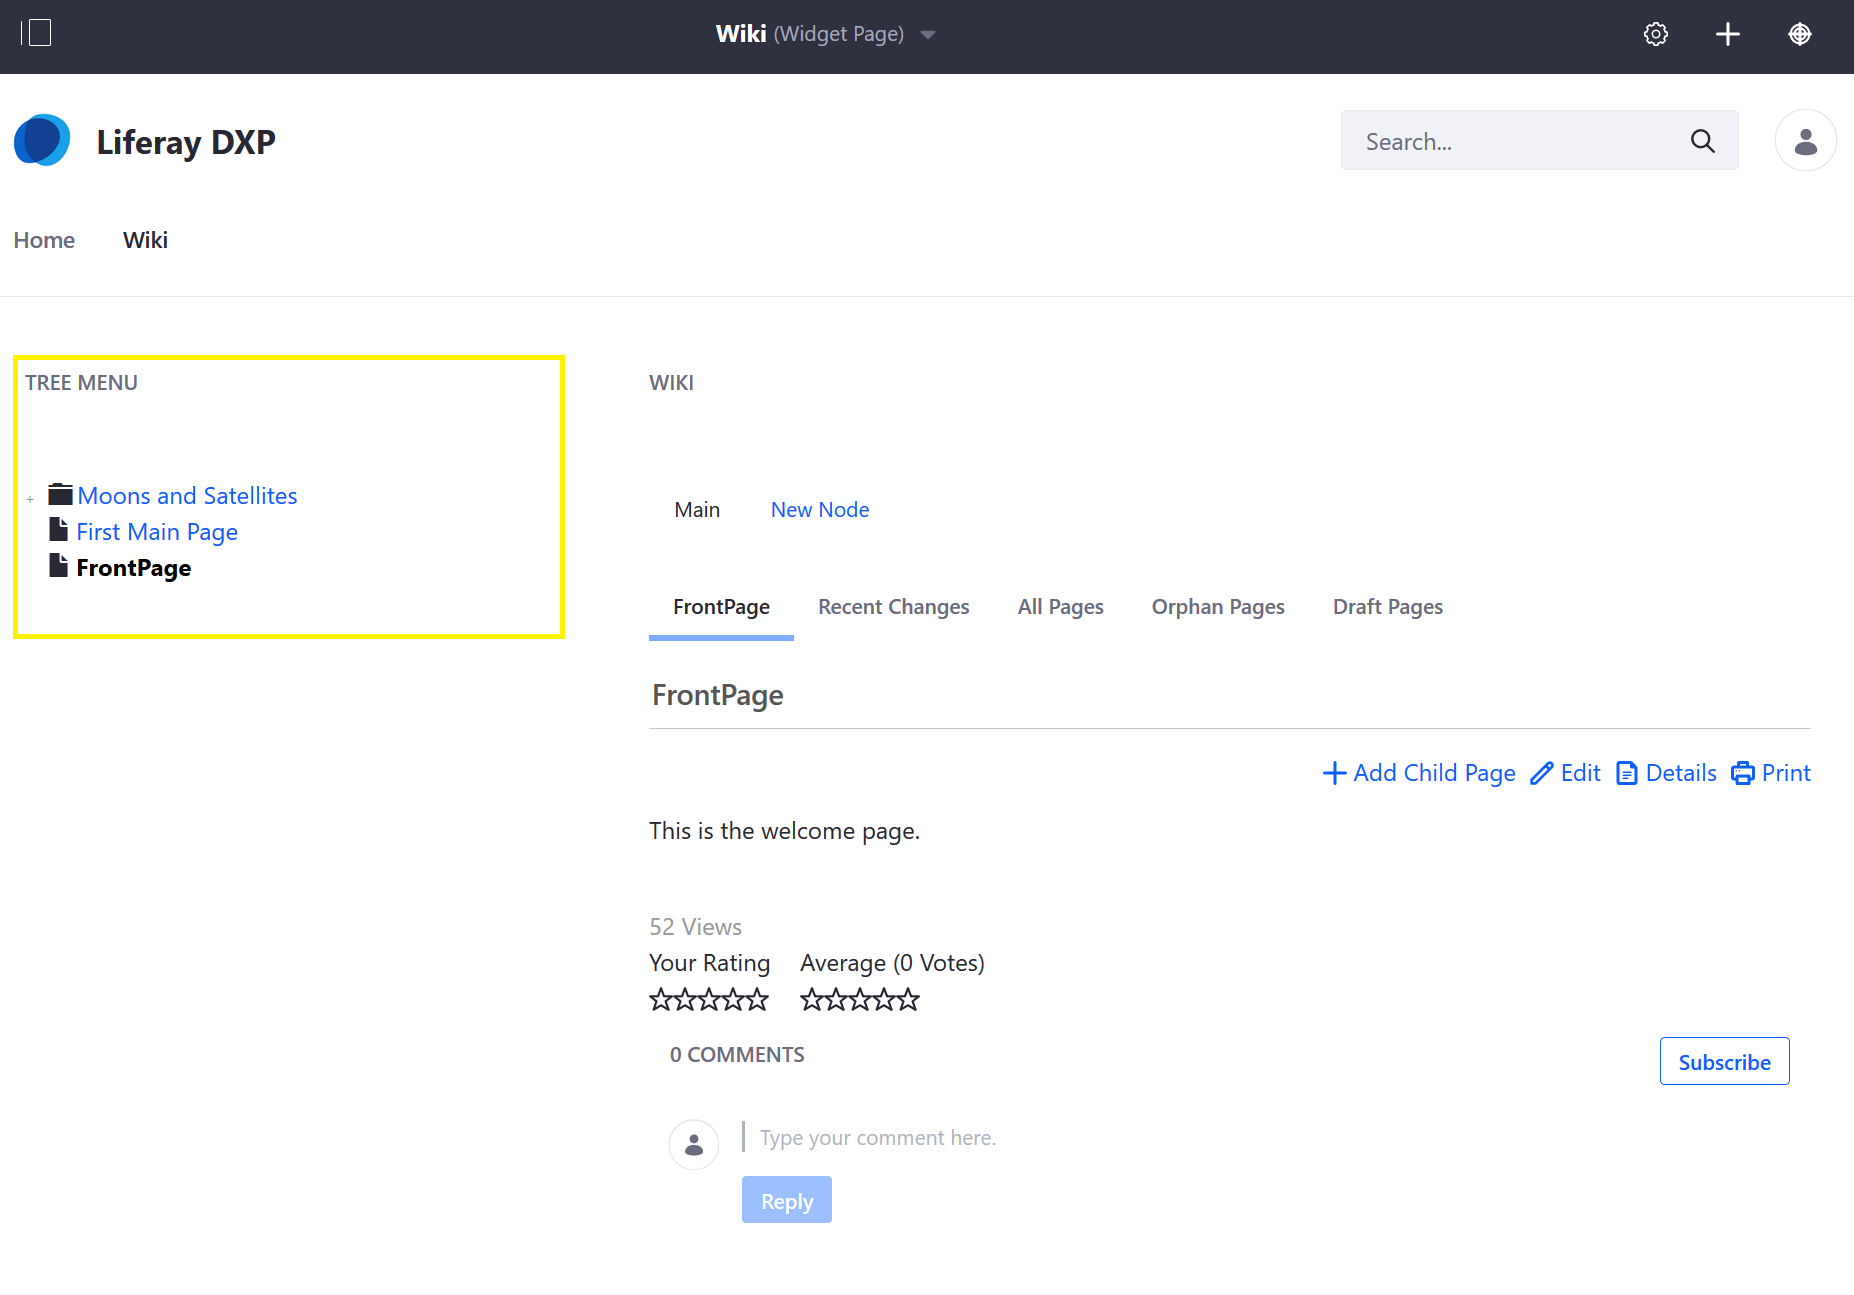 Wiki (Widget Page)
Liferay DXP
Search...
Home Wiki
TREE MENU
+ Moons and Satellites
First Main Page
FrontPage
WIKI
Main New Node
FrontPage Recent Changes All Pages Orphan Pages Draft Pages
FrontPage
Add Child Page Edit Details Print
This is the welcome page.
52 Views
Your Rating Average (0 Votes)
0 COMMENTS
Subscribe
Type your comment here.
Reply